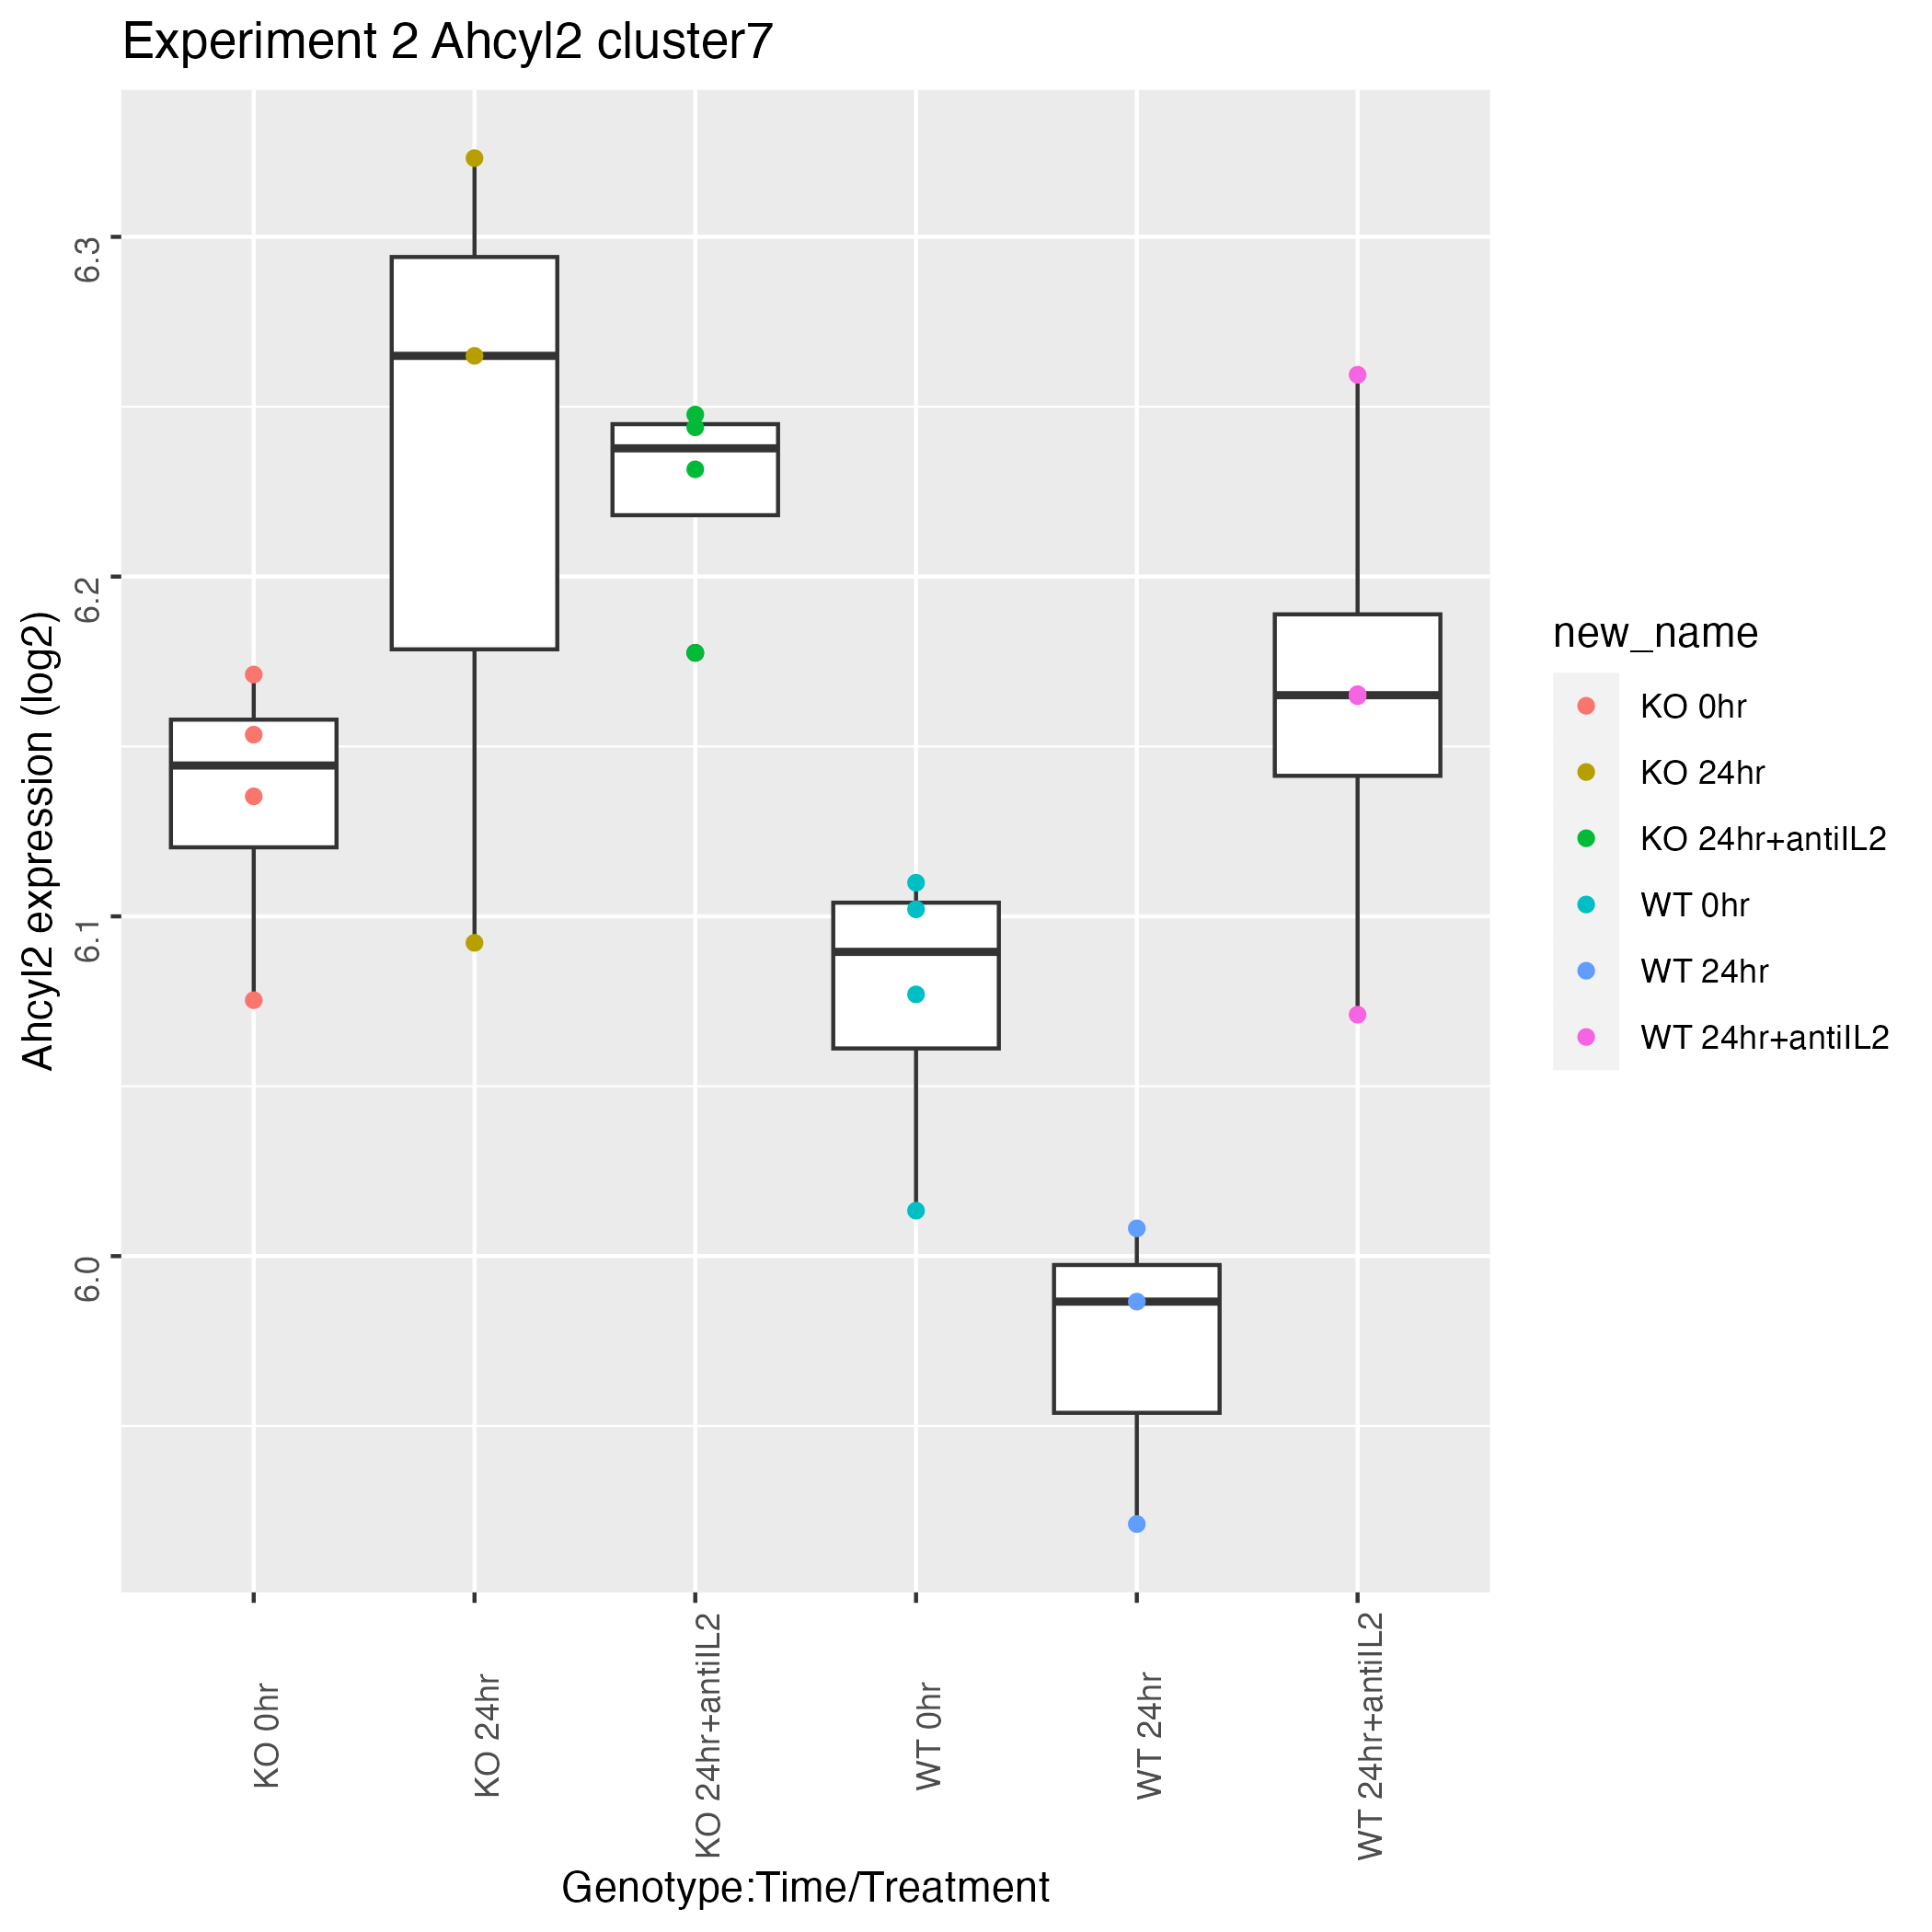 Experiment 2 Ahcyl2 cluster7
Ahcyl2 expression (log2)
6.3
6.2
6.1
6.0
KO 0hr
KO 24hr
KO 24hr+antiIL2
WT 0hr
WT 24hr
WT 24hr+antiIL2
Genotype:Time/Treatment
new_name
KO 0hr
KO 24hr
KO 24hr+antiIL2
WT 0hr
WT 24hr
WT 24hr+antiIL2